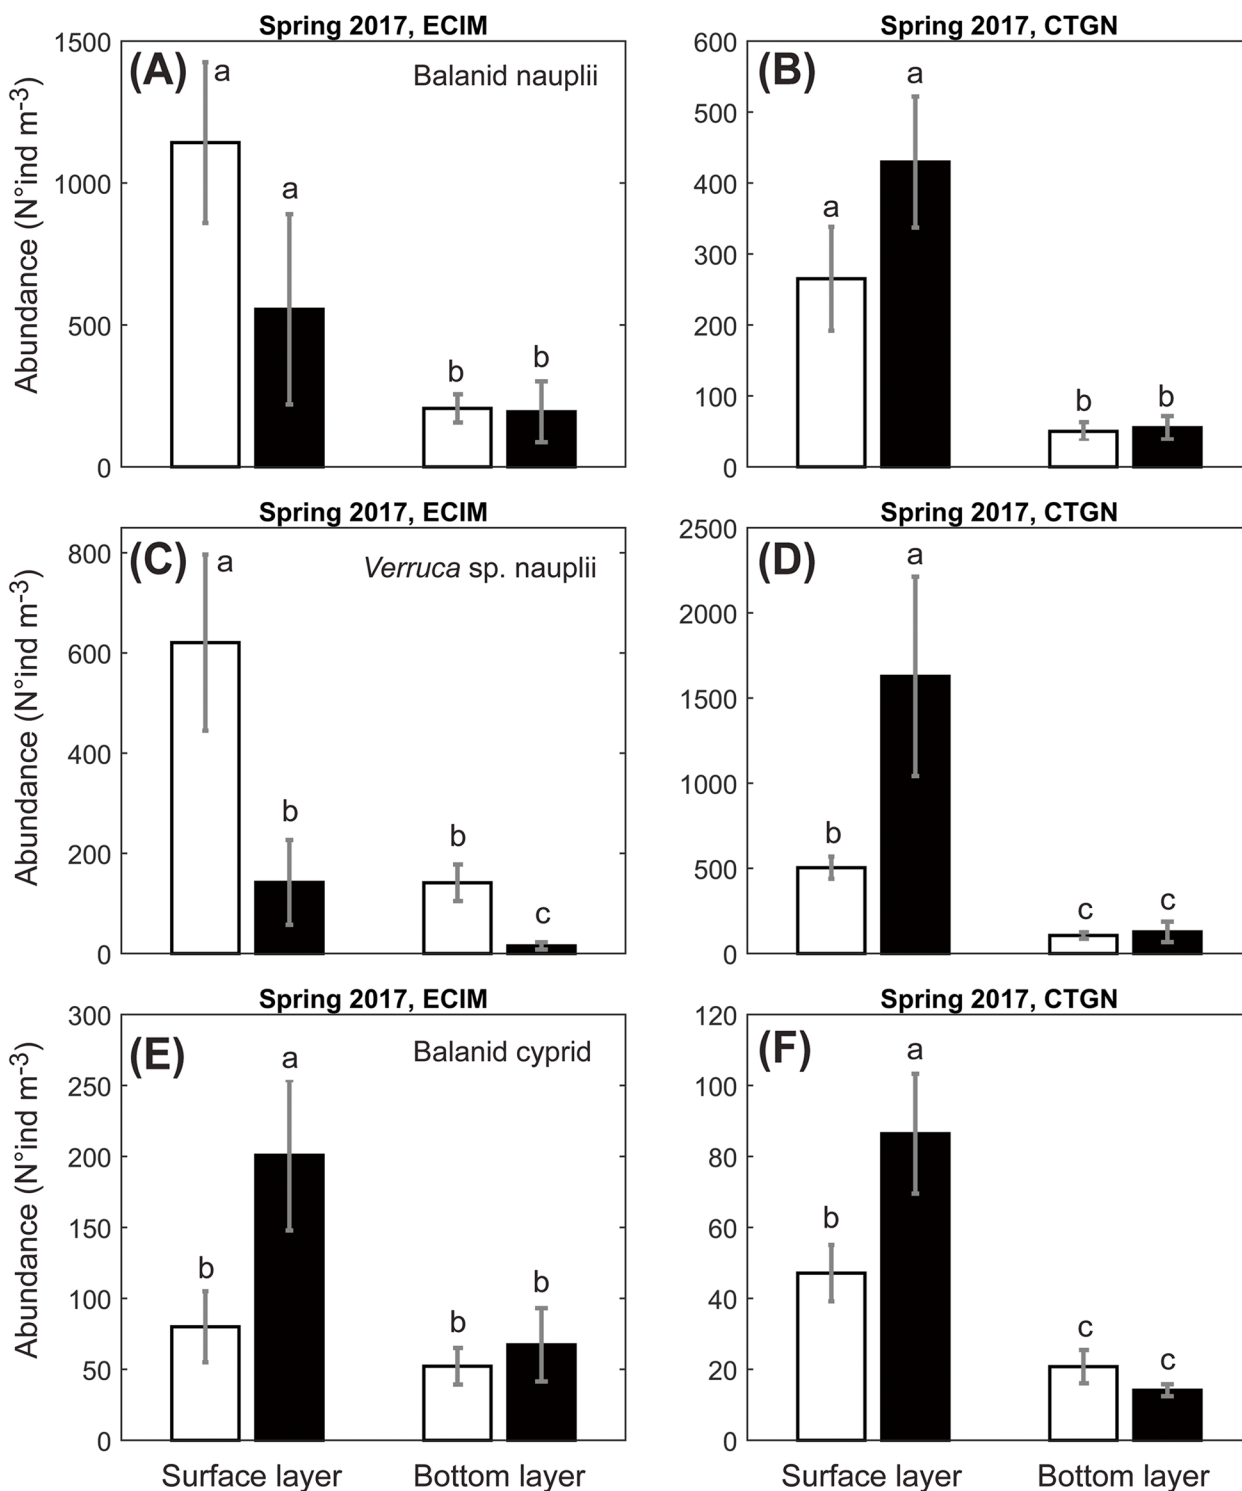 Spring 2017, ECIM
(A)
Balanid nauplii
Abundance (N°ind m-3)
1500
1000
500
0
a
a
b
b
Spring 2017, CTGN
(B)
600
500
400
300
200
100
0
a
a
b
b
Spring 2017, ECIM
(C)
Verruca sp. nauplii
Abundance (N°ind m-3)
800
600
400
200
0
a
b
b
c
Spring 2017, CTGN
(D)
2500
2000
1500
1000
500
0
b
a
c
c
Spring 2017, ECIM
(E)
Balanid cyprid
Abundance (N°ind m-3)
300
250
200
150
100
50
0
b
a
b
b
Surface layer
Bottom layer
Spring 2017, CTGN
(F)
120
100
80
60
40
20
0
b
a
c
c
Surface layer
Bottom layer